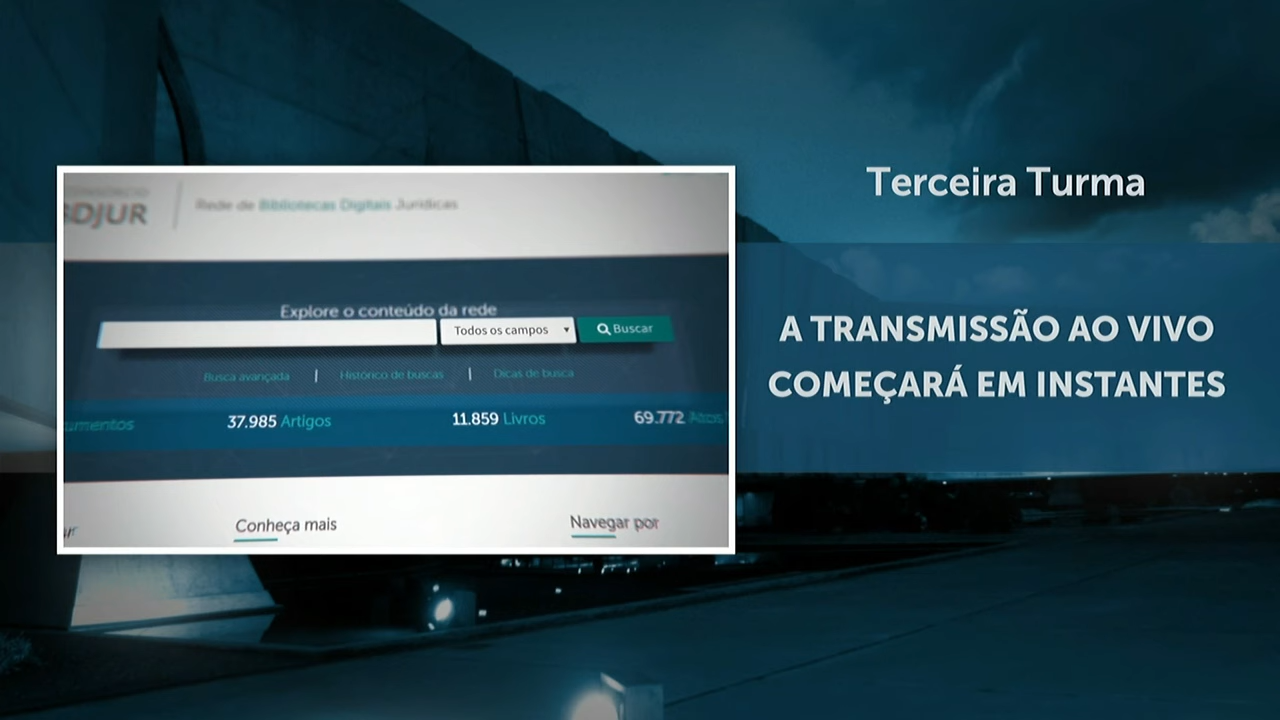 Terceira Turma
A TRANSMISSÃO AO VIVO
COMEÇARÁ EM INSTANTES
BDJUR
Rede de Bibliotecas Digitais Jurídicas
Explore o conteúdo da rede
Todos os campos
Buscar
Busca avançada | Histórico de buscas | Dicas de busca
37.985 Artigos
11.859 Livros
69.772 Atos
Conheça mais
Navegar por